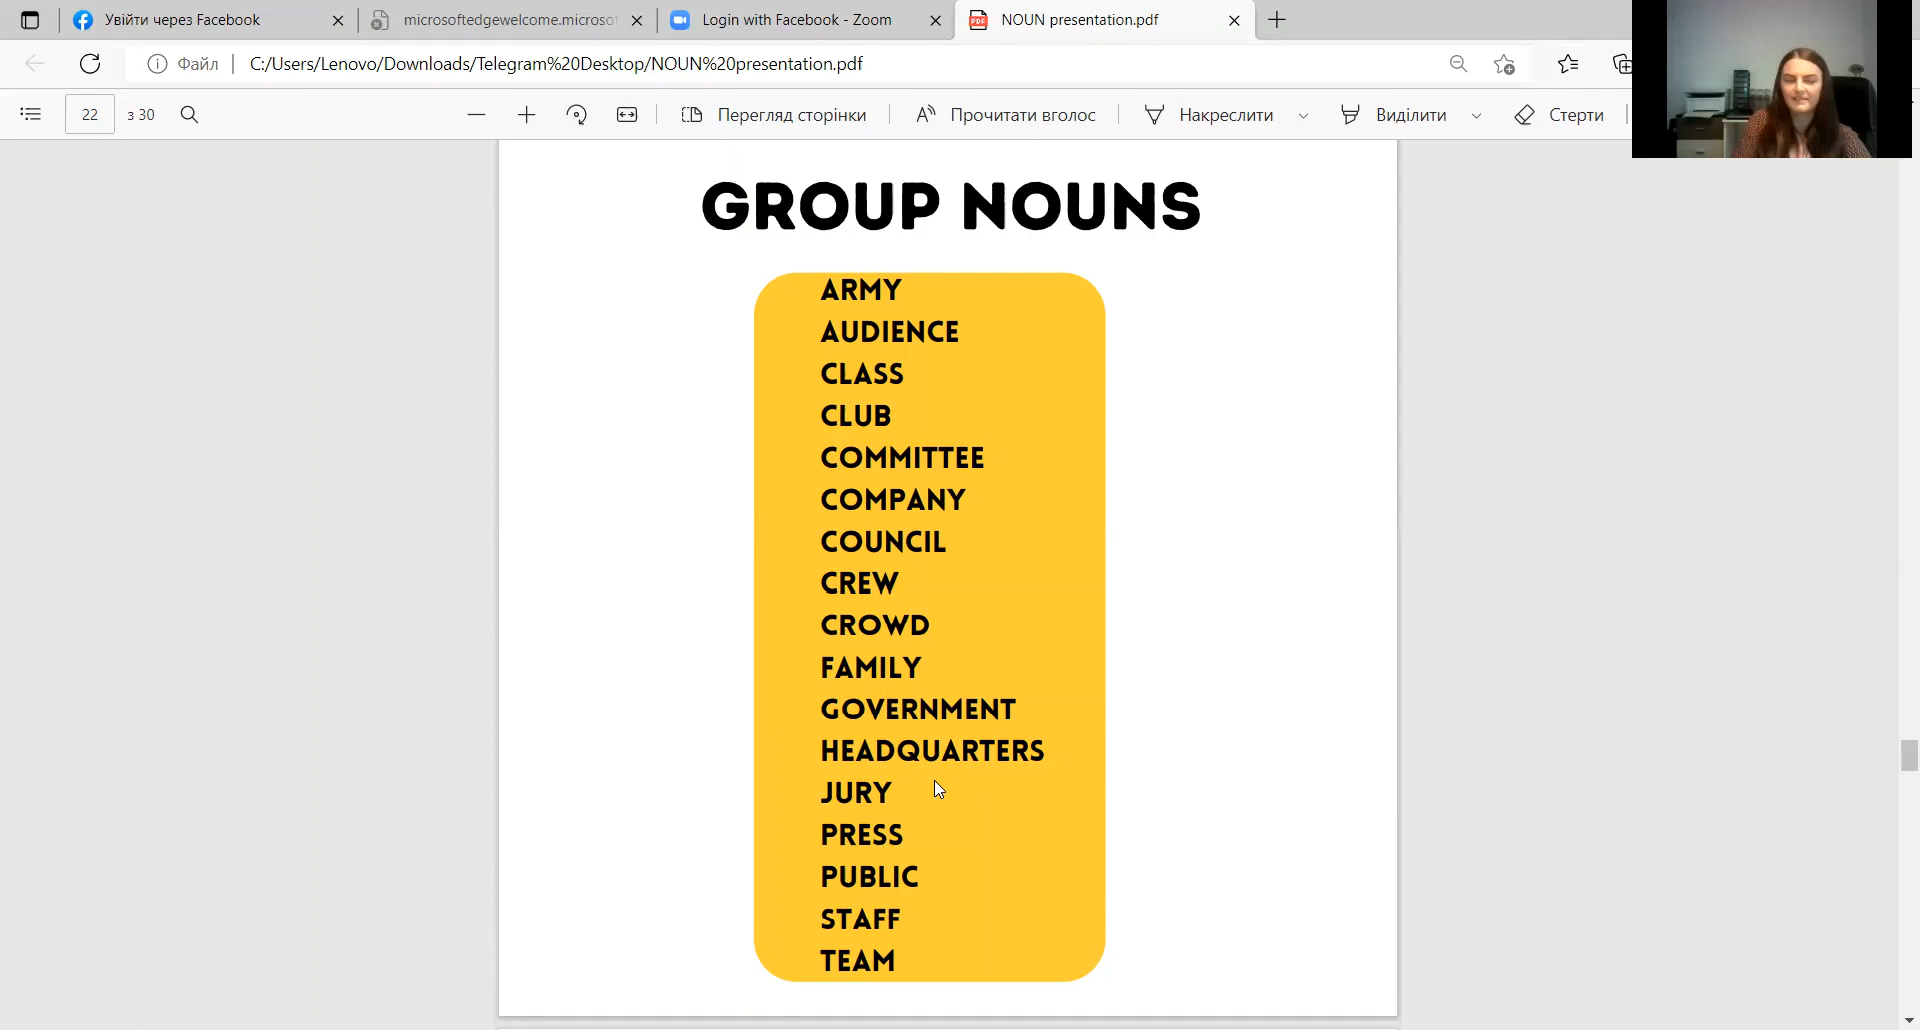 Увійти через Facebook
microsoftedgewelcome.microsof
Login with Facebook - Zoom
NOUN presentation.pdf
Файл
C:/Users/Lenovo/Downloads/Telegram%20Desktop/NOUN%20presentation.pdf
22
з 30
Перегляд сторінки
Прочитати вголос
Накреслити
Виділити
Стерти
GROUP NOUNS
ARMY
AUDIENCE
CLASS
CLUB
COMMITTEE
COMPANY
COUNCIL
CREW
CROWD
FAMILY
GOVERNMENT
HEADQUARTERS
JURY
PRESS
PUBLIC
STAFF
TEAM